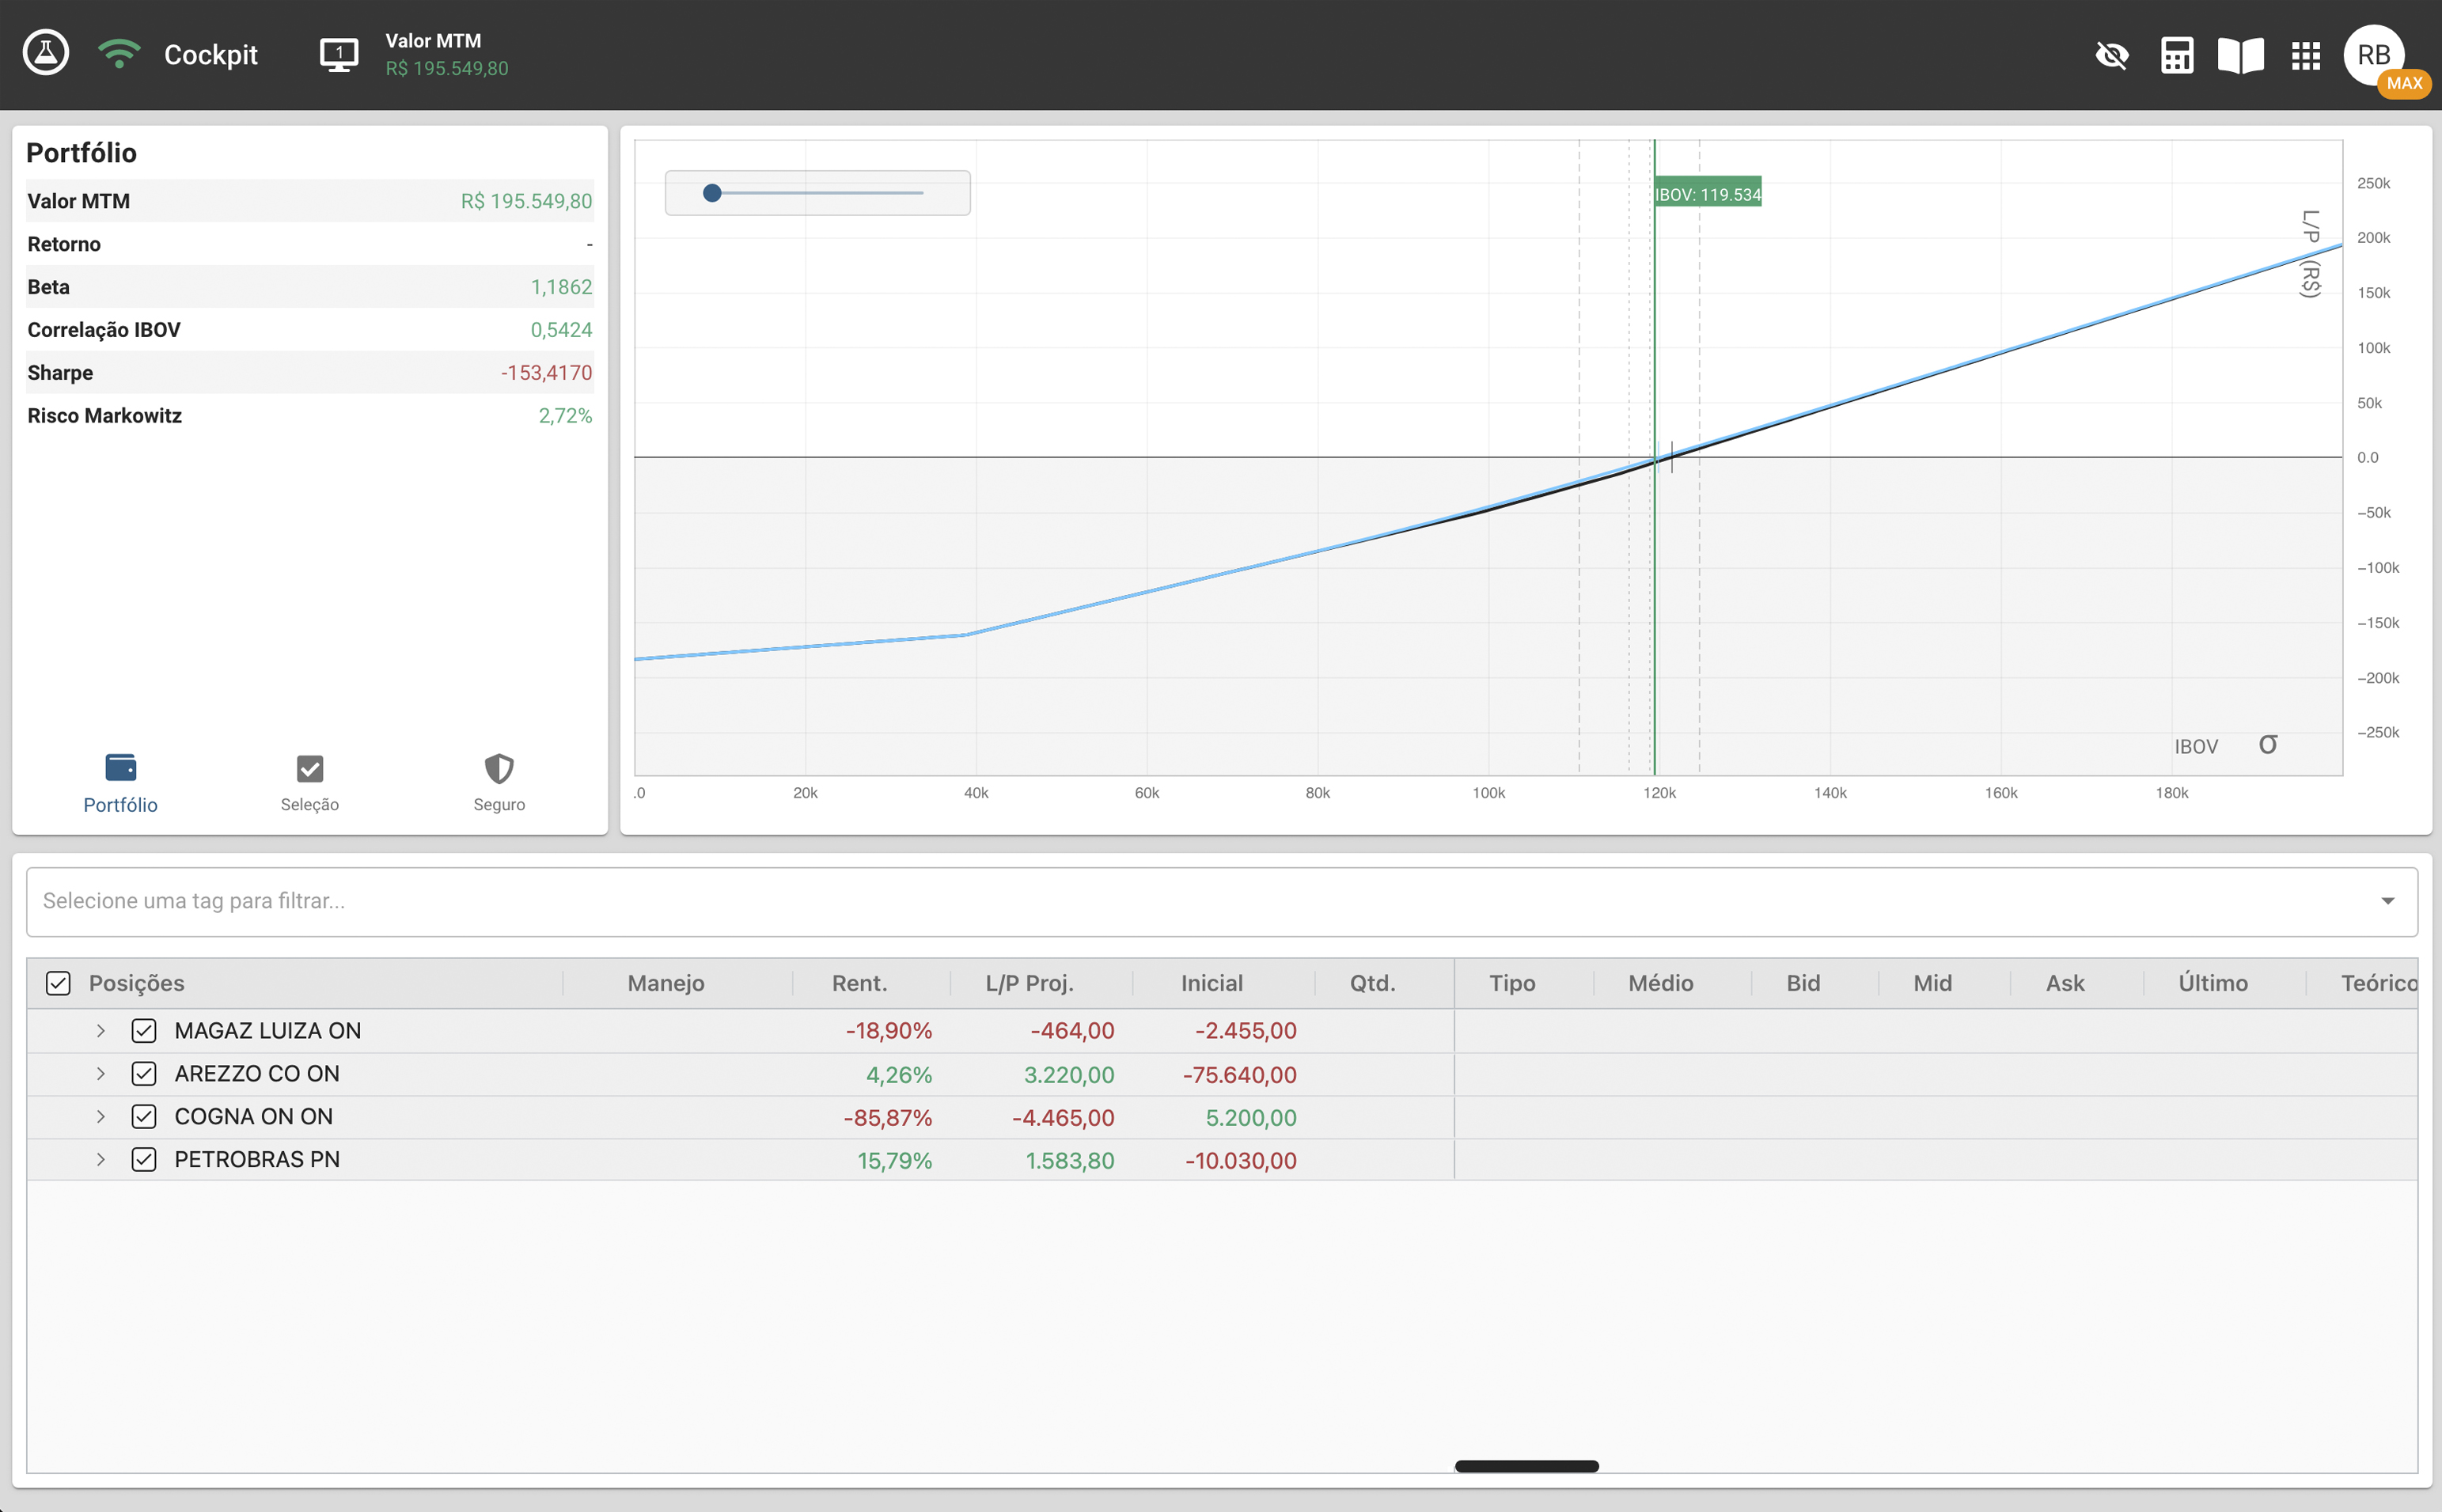 Cockpit
1
Valor MTM
R$ 195.549,80
RB
MAX
Portfólio
Valor MTM R$ 195.549,80
Retorno -
Beta 1,1862
Correlação IBOV 0,5424
Sharpe -153,4170
Risco Markowitz 2,72%
Portfólio Seleção Seguro
IBOV: 119.534
L/P (R$)
250k
200k
150k
100k
50k
0.0
−50k
−100k
−150k
−200k
−250k
IBOV σ
.0 20k 40k 60k 80k 100k 120k 140k 160k 180k
Selecione uma tag para filtrar...
Posições Manejo Rent. L/P Proj. Inicial Qtd. Tipo Médio Bid Mid Ask Último Teórico
MAGAZ LUIZA ON -18,90% -464,00 -2.455,00
AREZZO CO ON 4,26% 3.220,00 -75.640,00
COGNA ON ON -85,87% -4.465,00 5.200,00
PETROBRAS PN 15,79% 1.583,80 -10.030,00